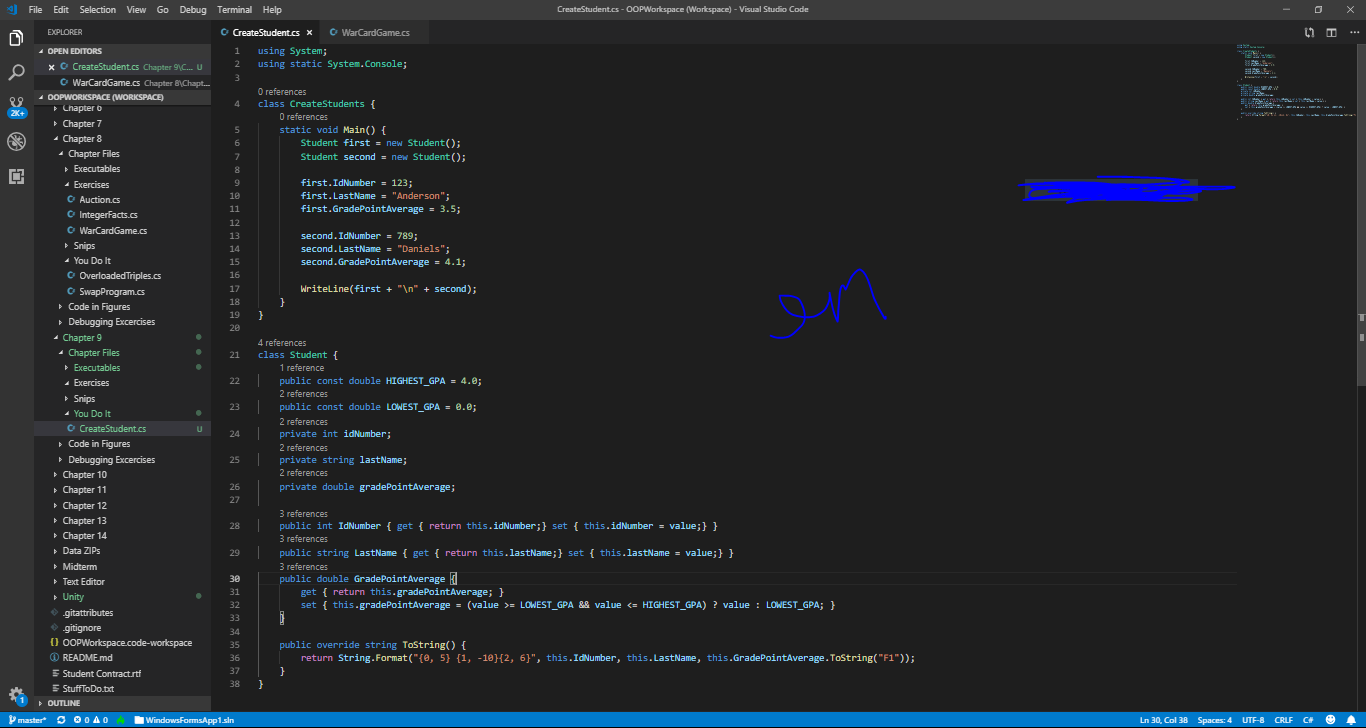 File Edit Selection View Go Debug Terminal Help
CreateStudent.cs - OOPWorkspace (Workspace) - Visual Studio Code
EXPLORER
OPEN EDITORS
CreateStudent.cs Chapter 9\C... U
WarCardGame.cs Chapter 8\Chapt...
OOPWORKSPACE (WORKSPACE)
Chapter 6
Chapter 7
Chapter 8
Chapter Files
Executables
Exercises
Auction.cs
IntegerFacts.cs
WarCardGame.cs
Snips
You Do It
OverloadedTriples.cs
SwapProgram.cs
Code in Figures
Debugging Excercises
Chapter 9
Chapter Files
Executables
Exercises
Snips
You Do It
CreateStudent.cs U
Code in Figures
Debugging Excercises
Chapter 10
Chapter 11
Chapter 12
Chapter 13
Chapter 14
Data ZIPs
Midterm
Text Editor
Unity
.gitattributes
.gitignore
OOPWorkspace.code-workspace
README.md
Student Contract.rtf
StuffToDo.txt
OUTLINE
2K+
1
CreateStudent.cs WarCardGame.cs
1 using System;
2 using static System.Console;
3
0 references
4 class CreateStudents {
0 references
5 static void Main() {
6 Student first = new Student();
7 Student second = new Student();
8
9 first.IdNumber = 123;
10 first.LastName = "Anderson";
11 first.GradePointAverage = 3.5;
12
13 second.IdNumber = 789;
14 second.LastName = "Daniels";
15 second.GradePointAverage = 4.1;
16
17 WriteLine(first + "\n" + second);
18 }
19 }
20
4 references
21 class Student {
1 reference
22 public const double HIGHEST_GPA = 4.0;
2 references
23 public const double LOWEST_GPA = 0.0;
2 references
24 private int idNumber;
2 references
25 private string lastName;
2 references
26 private double gradePointAverage;
27
3 references
28 public int IdNumber { get { return this.idNumber;} set { this.idNumber = value;} }
3 references
29 public string LastName { get { return this.lastName;} set { this.lastName = value;} }
3 references
30 public double GradePointAverage {
31 get { return this.gradePointAverage; }
32 set { this.gradePointAverage = (value >= LOWEST_GPA && value <= HIGHEST_GPA) ? value : LOWEST_GPA; }
33 }
34
35 public override string ToString() {
36 return String.Format("{0, 5} {1, -10}{2, 6}", this.IdNumber, this.LastName, this.GradePointAverage.ToString("F1"));
37 }
38 }
master* 0 0 WindowsFormsApp1.sln
Ln 30, Col 38 Spaces: 4 UTF-8 CRLF C#